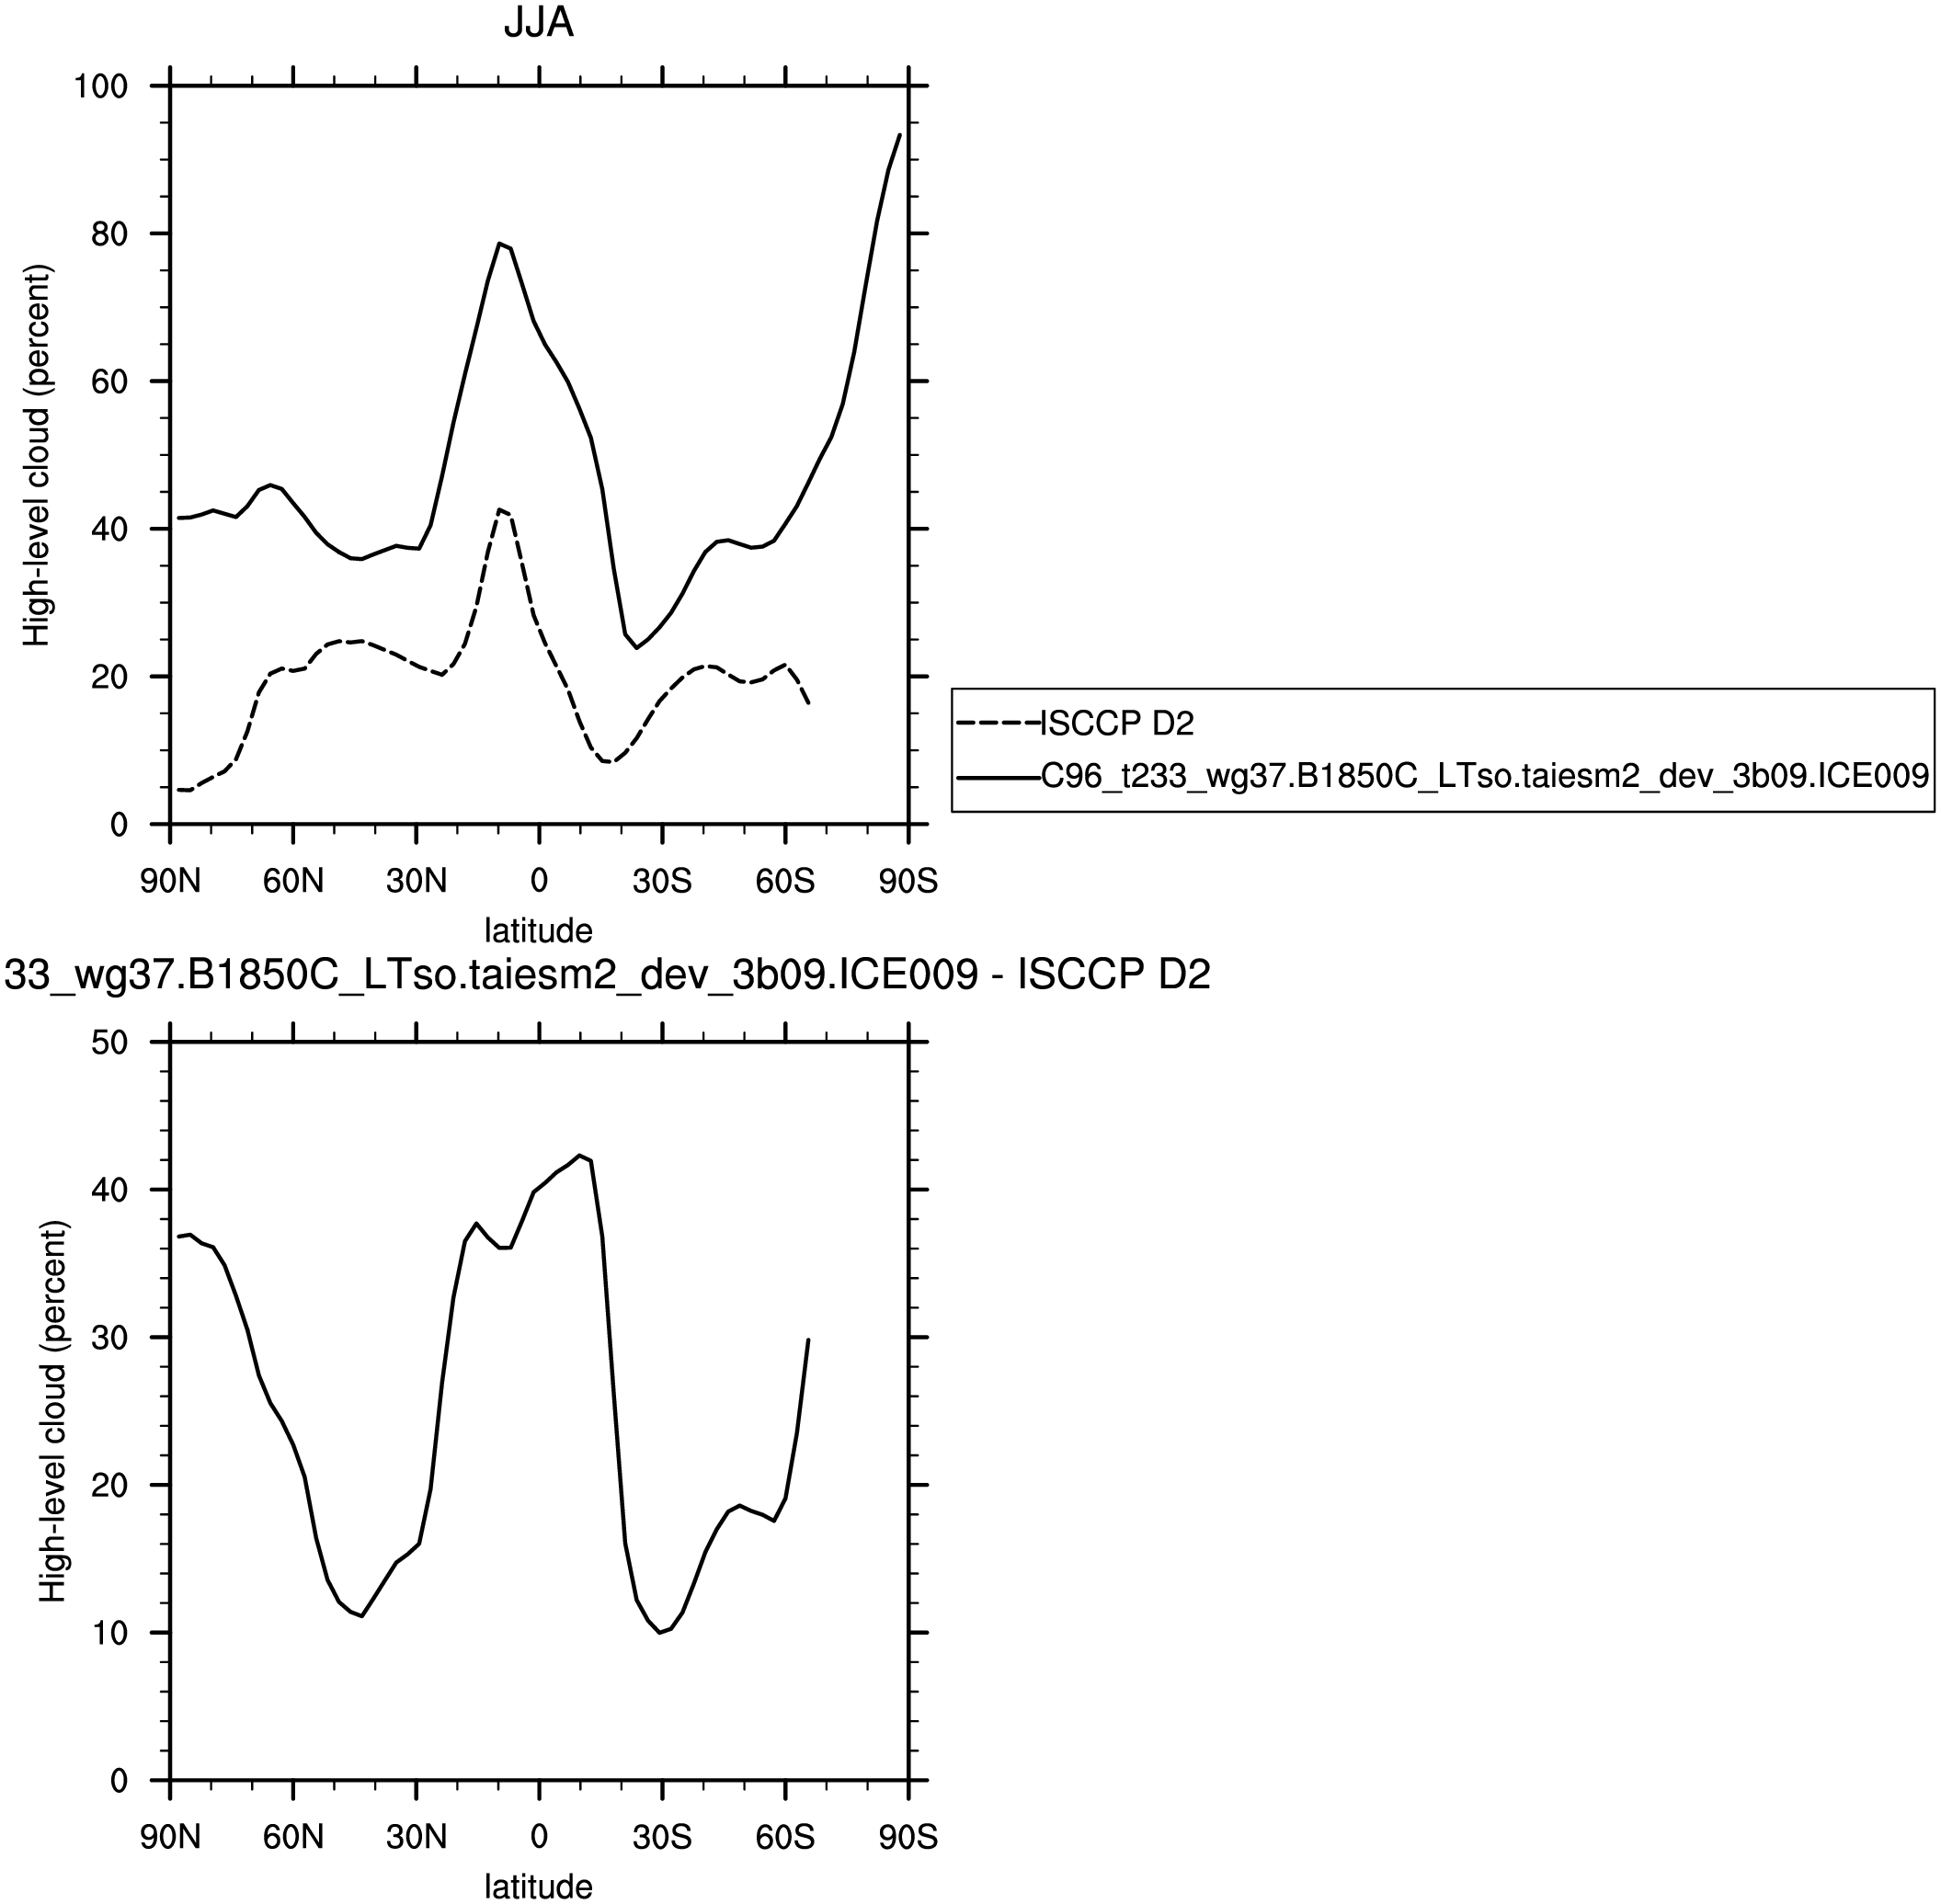 JJA
100
80
60
40
20
0
High-level cloud (percent)
90N 60N 30N 0 30S 60S 90S
latitude
ISCCP D2
C96_t233_wg37.B1850C_LTso.taiesm2_dev_3b09.ICE009
33_wg37.B1850C_LTso.taiesm2_dev_3b09.ICE009 - ISCCP D2
50
40
30
20
10
0
High-level cloud (percent)
90N 60N 30N 0 30S 60S 90S
latitude